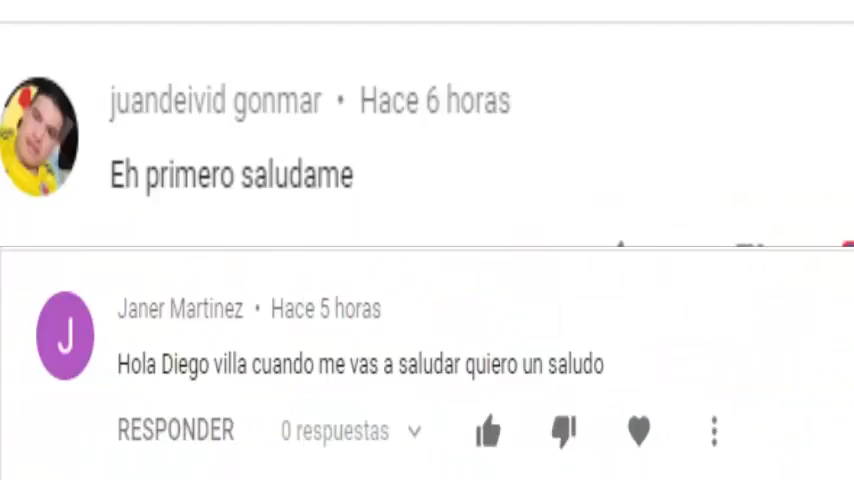 juandeivid gonmar • Hace 6 horas
Eh primero saludame
J
Janer Martinez • Hace 5 horas
Hola Diego villa cuando me vas a saludar quiero un saludo
RESPONDER 0 respuestas